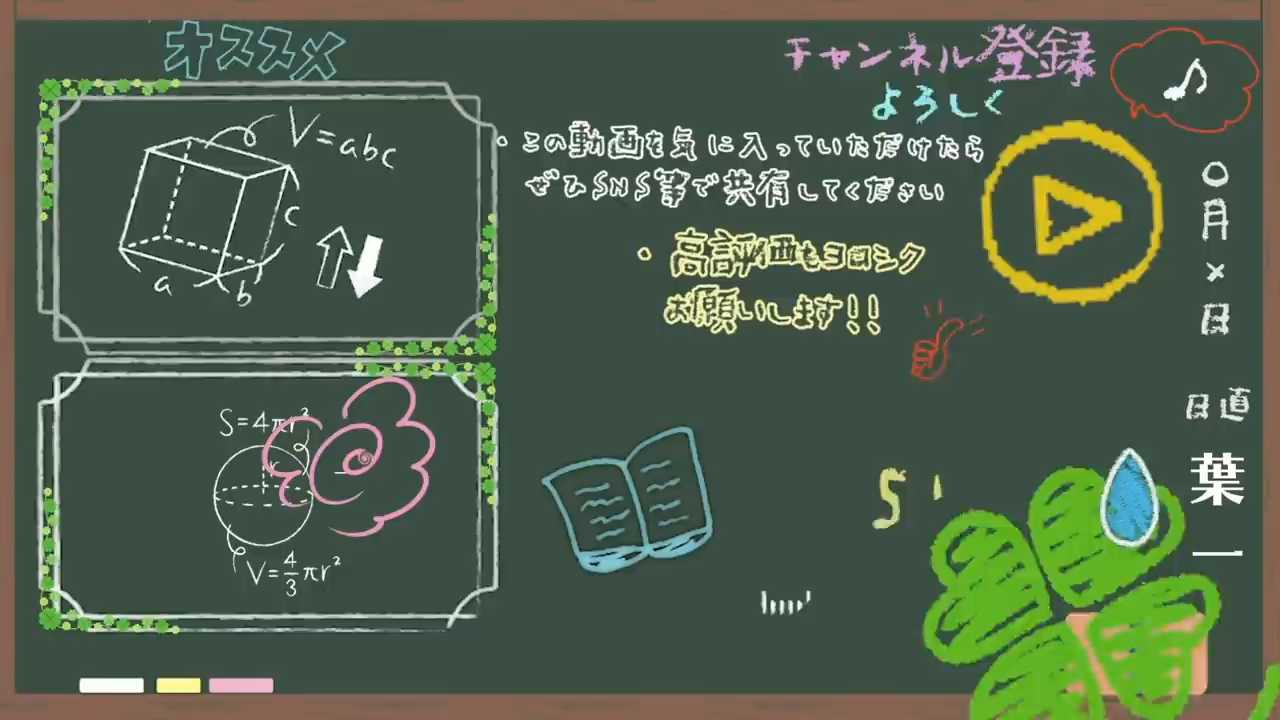 オススメ
V=abc
c
a
b
S=4πr²
r
V=4/3πr²
チャンネル登録
よろしく
・この動画を気に入っていただけたら
ぜひSNS等で共有してください
・高評価もヨロシク
お願いします!!
〇月×日
日直
葉一